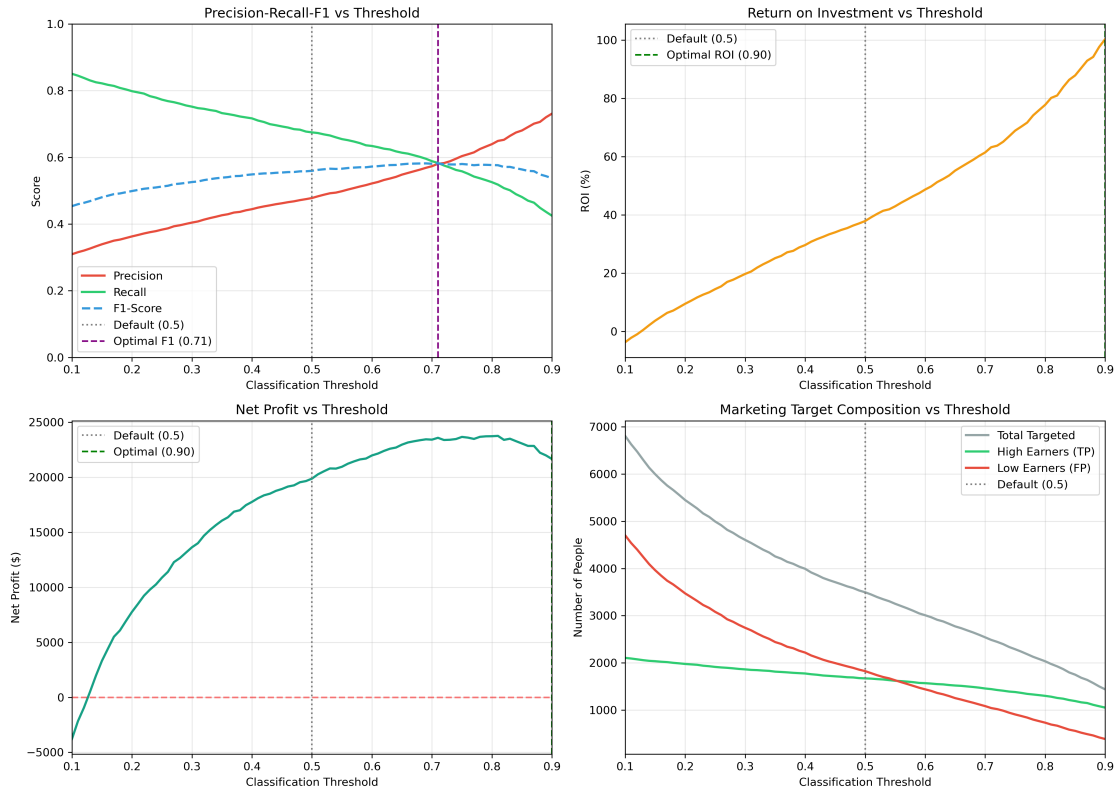 Precision-Recall-F1 vs Threshold
1.0
0.8
0.6
0.4
0.2
0.0
Score
Precision
Recall
F1-Score
Default (0.5)
Optimal F1 (0.71)
0.1 0.2 0.3 0.4 0.5 0.6 0.7 0.8 0.9
Classification Threshold
Return on Investment vs Threshold
100
80
60
40
20
0
ROI (%)
Default (0.5)
Optimal ROI (0.90)
0.1 0.2 0.3 0.4 0.5 0.6 0.7 0.8 0.9
Classification Threshold
Net Profit vs Threshold
25000
20000
15000
10000
5000
0
−5000
Net Profit ($)
Default (0.5)
Optimal (0.90)
0.1 0.2 0.3 0.4 0.5 0.6 0.7 0.8 0.9
Classification Threshold
Marketing Target Composition vs Threshold
7000
6000
5000
4000
3000
2000
1000
Number of People
Total Targeted
High Earners (TP)
Low Earners (FP)
Default (0.5)
0.1 0.2 0.3 0.4 0.5 0.6 0.7 0.8 0.9
Classification Threshold